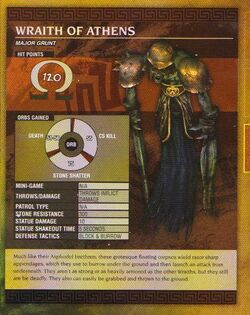 WRAITH OF ATHENS
MAJOR GRUNT
HIT POINTS
120
ORBS GAINED
DEATH
CS KILL
ORB
STONE SHATTER
MINI-GAME N/A
THROWS/DAMAGE THROWS INFLICT
DAMAGE
PATROL TYPE N/A
STONE RESISTANCE 300
STATUE DAMAGE 10
STATUE SHAKEOUT TIME 5 SECONDS
DEFENSE TACTICS BLOCK & BURROW
Much like their Asphodel brethren, these grotesque floating corpses wield razor sharp
appendages, which they use to burrow under the ground and then launch an attack from
underneath. They aren't as strong or as heavily armored as the other Wraiths, but they still
are be deadly. They also can easily be grabbed and thrown to the ground.